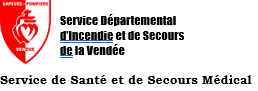 SAPEURS - POMPIERS
VENDÉE
Service Départemental
d'Incendie et de Secours
de la Vendée
Service de Santé et de Secours Médical